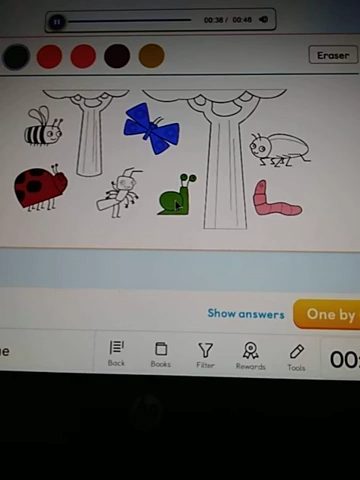 00:38 / 00:48
Eraser
Show answers
One by
Back
Books
Filter
Rewards
Tools
00: